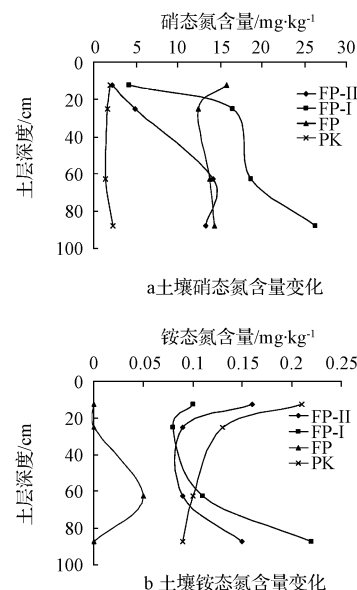 硝态氮含量/mg·kg⁻¹
0 5 10 15 20 25 30
0
20
40
60
80
100
土层深度/cm
FP-II
FP-I
FP
PK
a土壤硝态氮含量变化
铵态氮含量/mg·kg⁻¹
0 0.05 0.1 0.15 0.2 0.25
0
20
40
60
80
100
土层深度/cm
FP-II
FP-I
FP
PK
b 土壤铵态氮含量变化